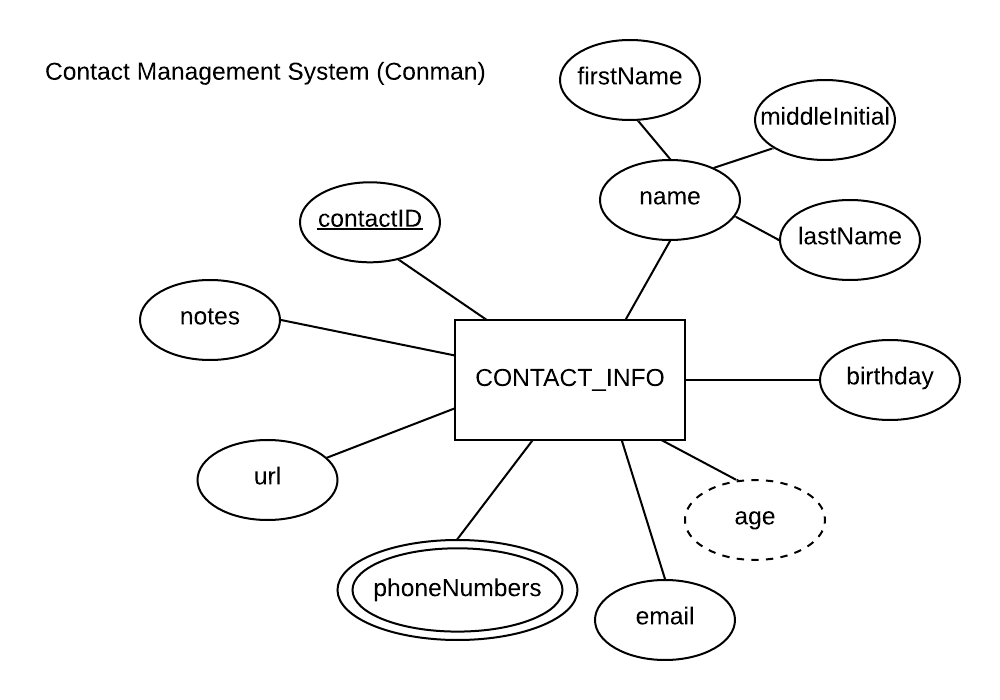 Contact Management System (Conman)
firstName
middleInitial
name
lastName
contactID
notes
CONTACT_INFO
birthday
url
age
phoneNumbers
email